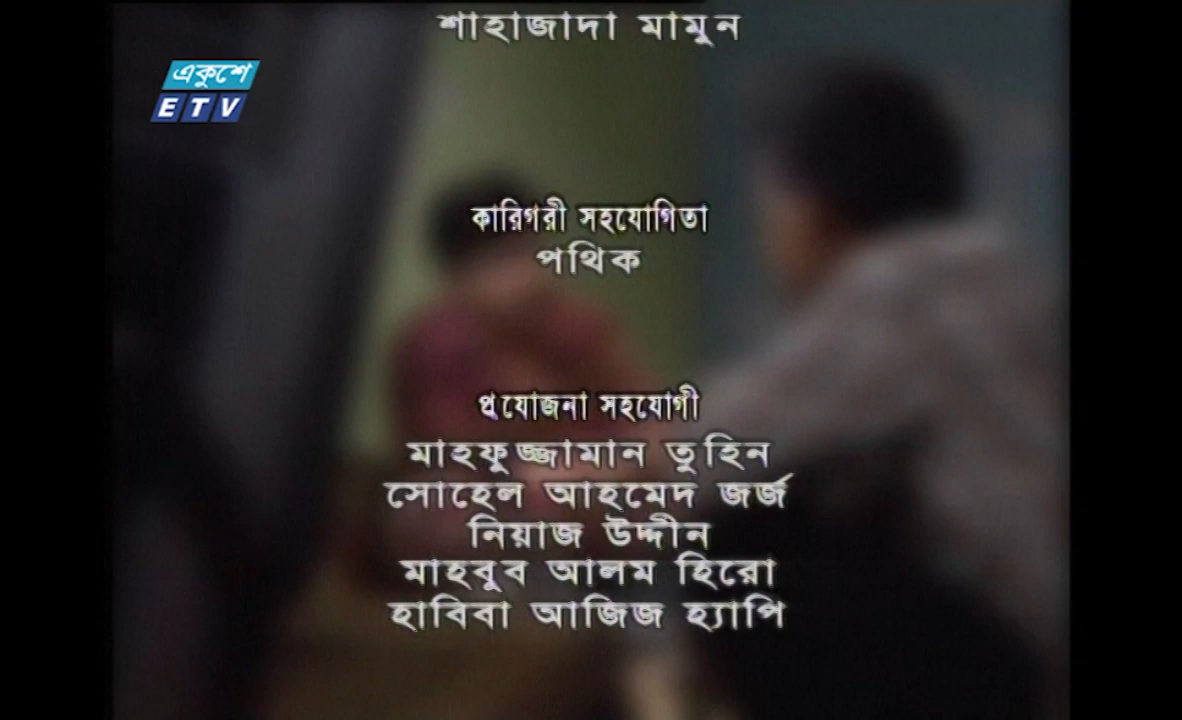 শাহাজাদা মামুন
একুশে
ETV
কারিগরী সহযোগিতা
পথিক
প্রযোজনা সহযোগী
মাহফুজ্জামান তুহিন
সোহেল আহমেদ জর্জ
নিয়াজ উদ্দীন
মাহবুব আলম হিরো
হাবিবা আজিজ হ্যাপি